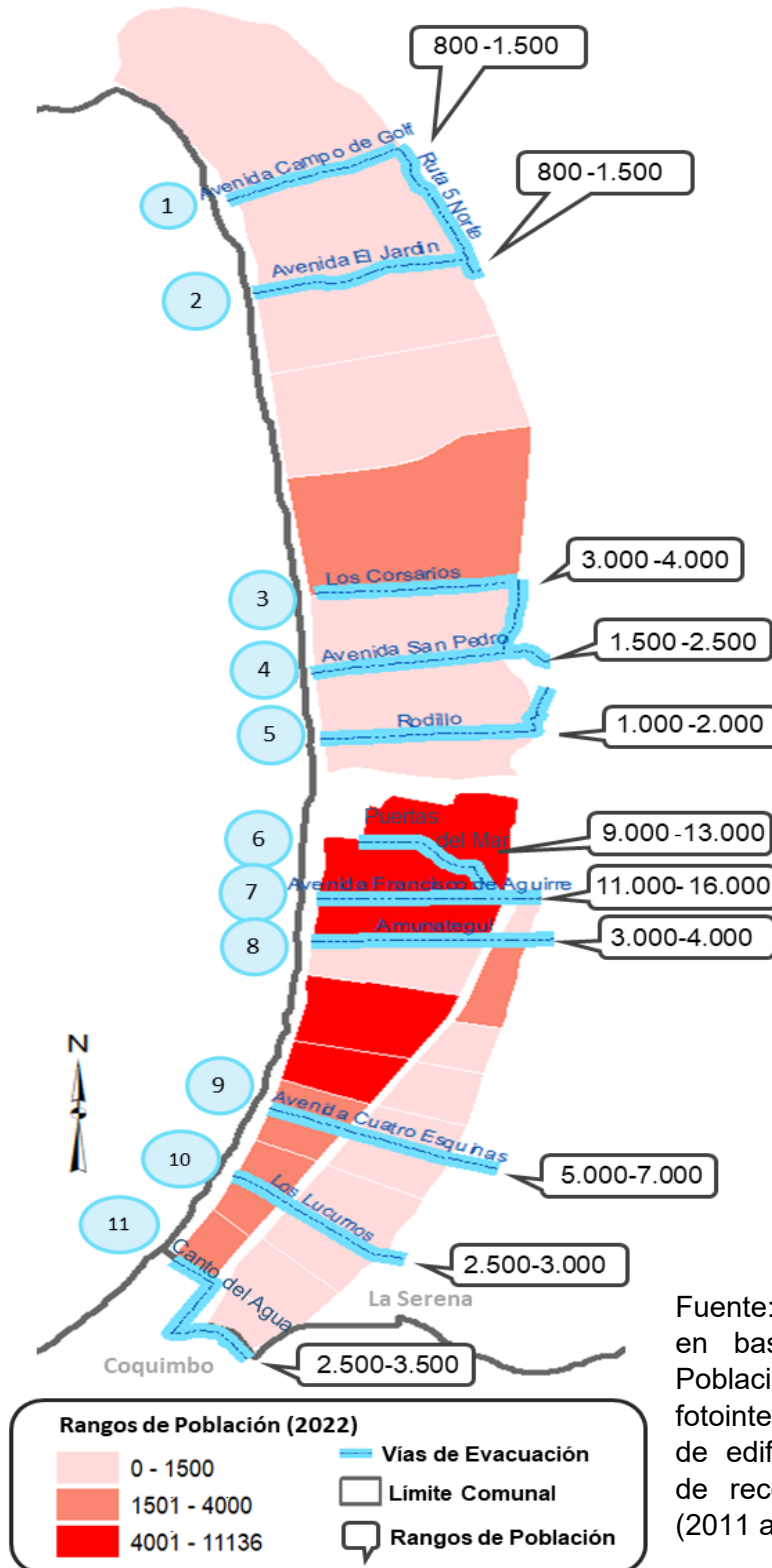 800 -1.500
Avenida Campo de Golf
Ruta 5 Norte
1
800 -1.500
Avenida El Jardin
2
3.000 -4.000
Los Corsarios
3
1.500 -2.500
Avenida San Pedro
4
1.000 -2.000
Rodillo
5
Puertas
del Mar
6
9.000 -13.000
7
Avenida Francisco de Aguirre
11.000- 16.000
Amunategui
8
3.000-4.000
N
9
Avenida Cuatro Esquinas
5.000-7.000
10
Los Lucumos
2.500-3.000
11
Canto del Agua
La Serena
Coquimbo
2.500-3.500
Fuente:
en bas
Poblaci
fotointe
de edif
de rec
(2011 a
Rangos de Población (2022)
0 - 1500
1501 - 4000
4001 - 11136
Vías de Evacuación
Límite Comunal
Rangos de Población